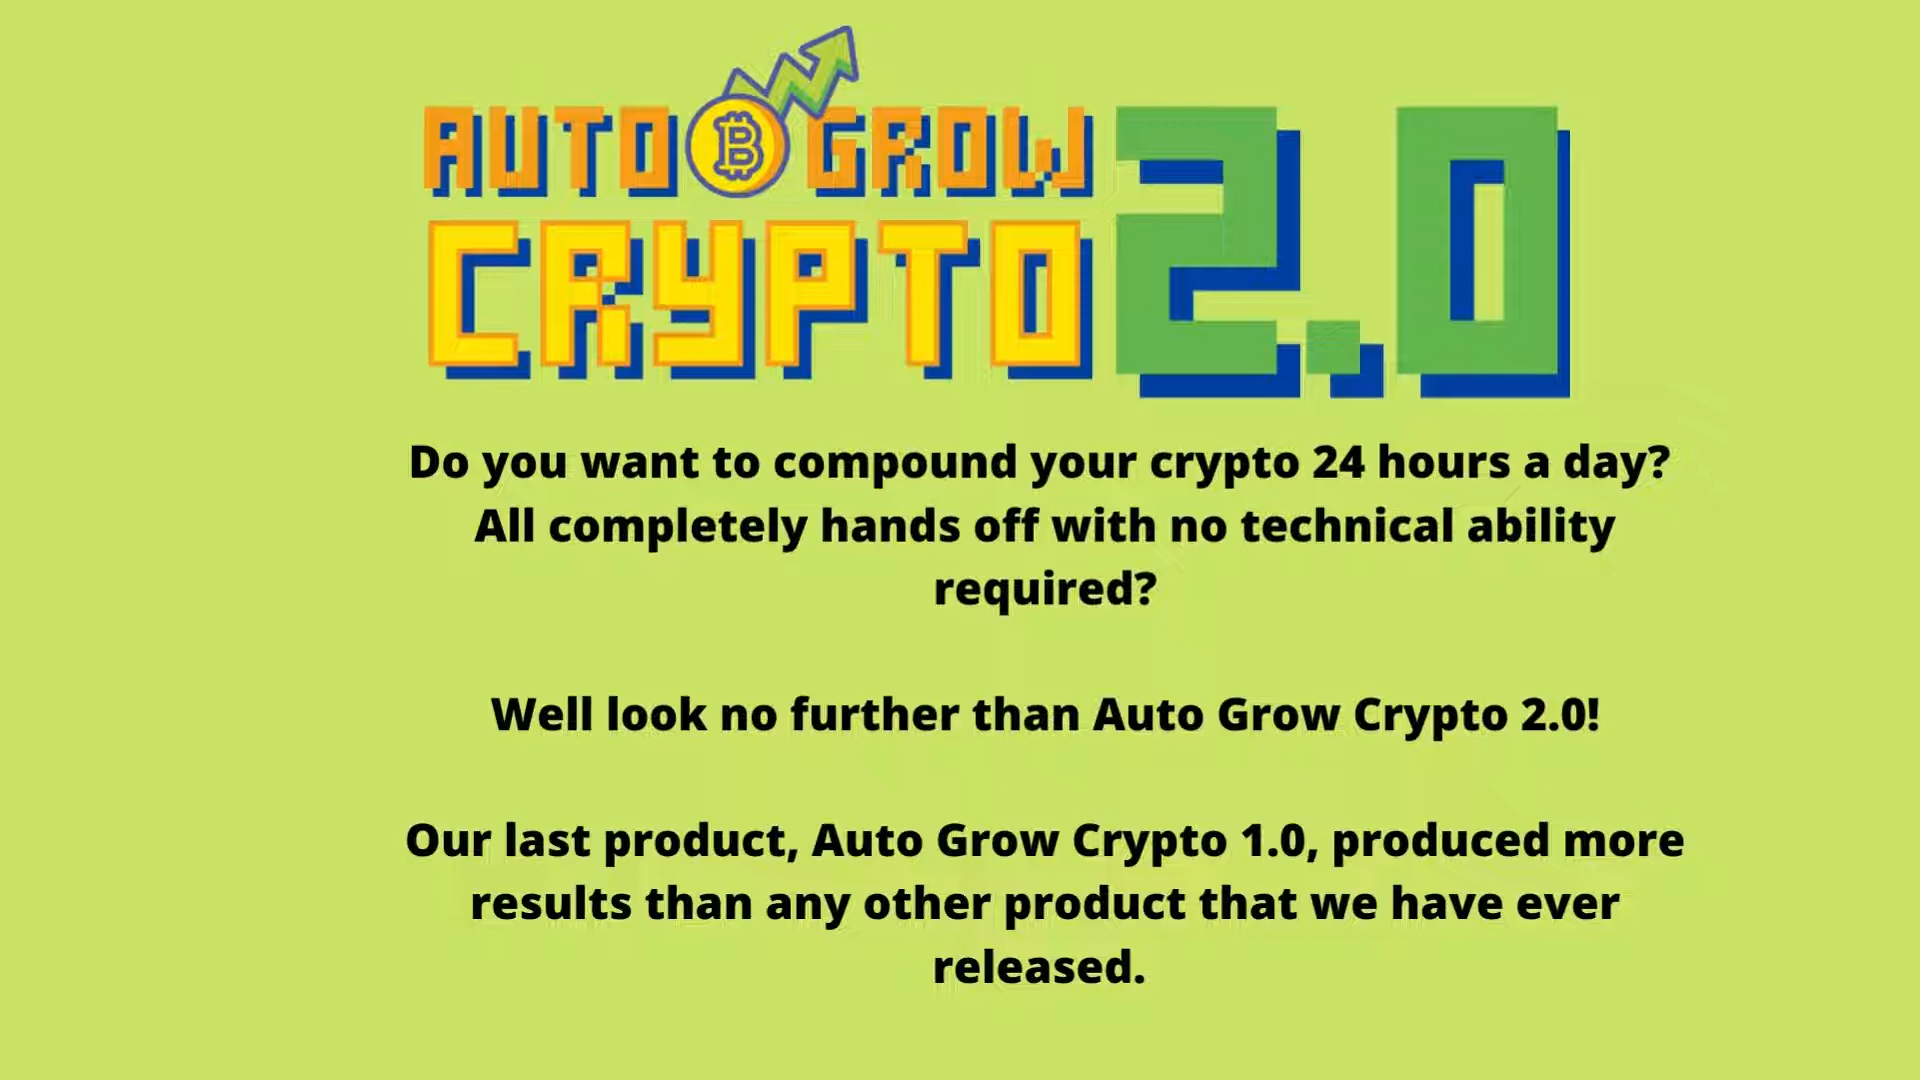 AUTO GROW
CRYPTO 2.0
Do you want to compound your crypto 24 hours a day?
All completely hands off with no technical ability
required?
Well look no further than Auto Grow Crypto 2.0!
Our last product, Auto Grow Crypto 1.0, produced more
results than any other product that we have ever
released.